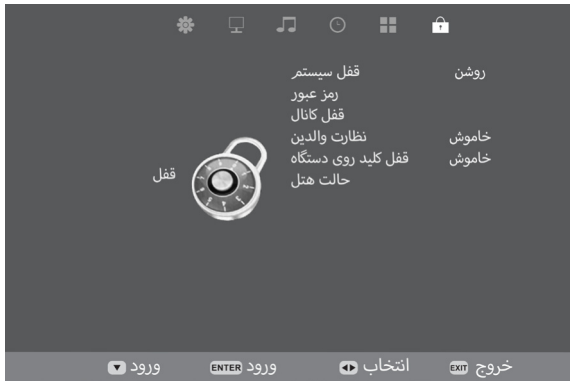 قفل سیستم روشن
رمز عبور
قفل کانال
نظارت والدین خاموش
قفل کلید روی دستگاه خاموش
حالت هتل
قفل
خروج EXIT انتخاب ورود ENTER ورود